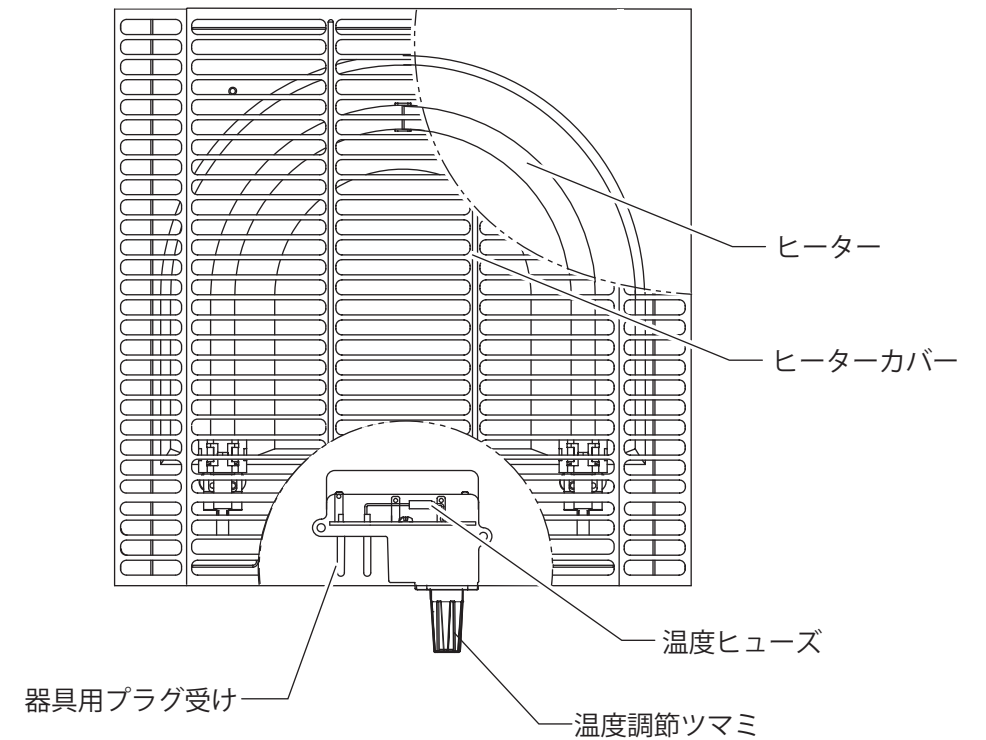 ヒーター
ヒーターカバー
温度ヒューズ
器具用プラグ受け
温度調節ツマミ